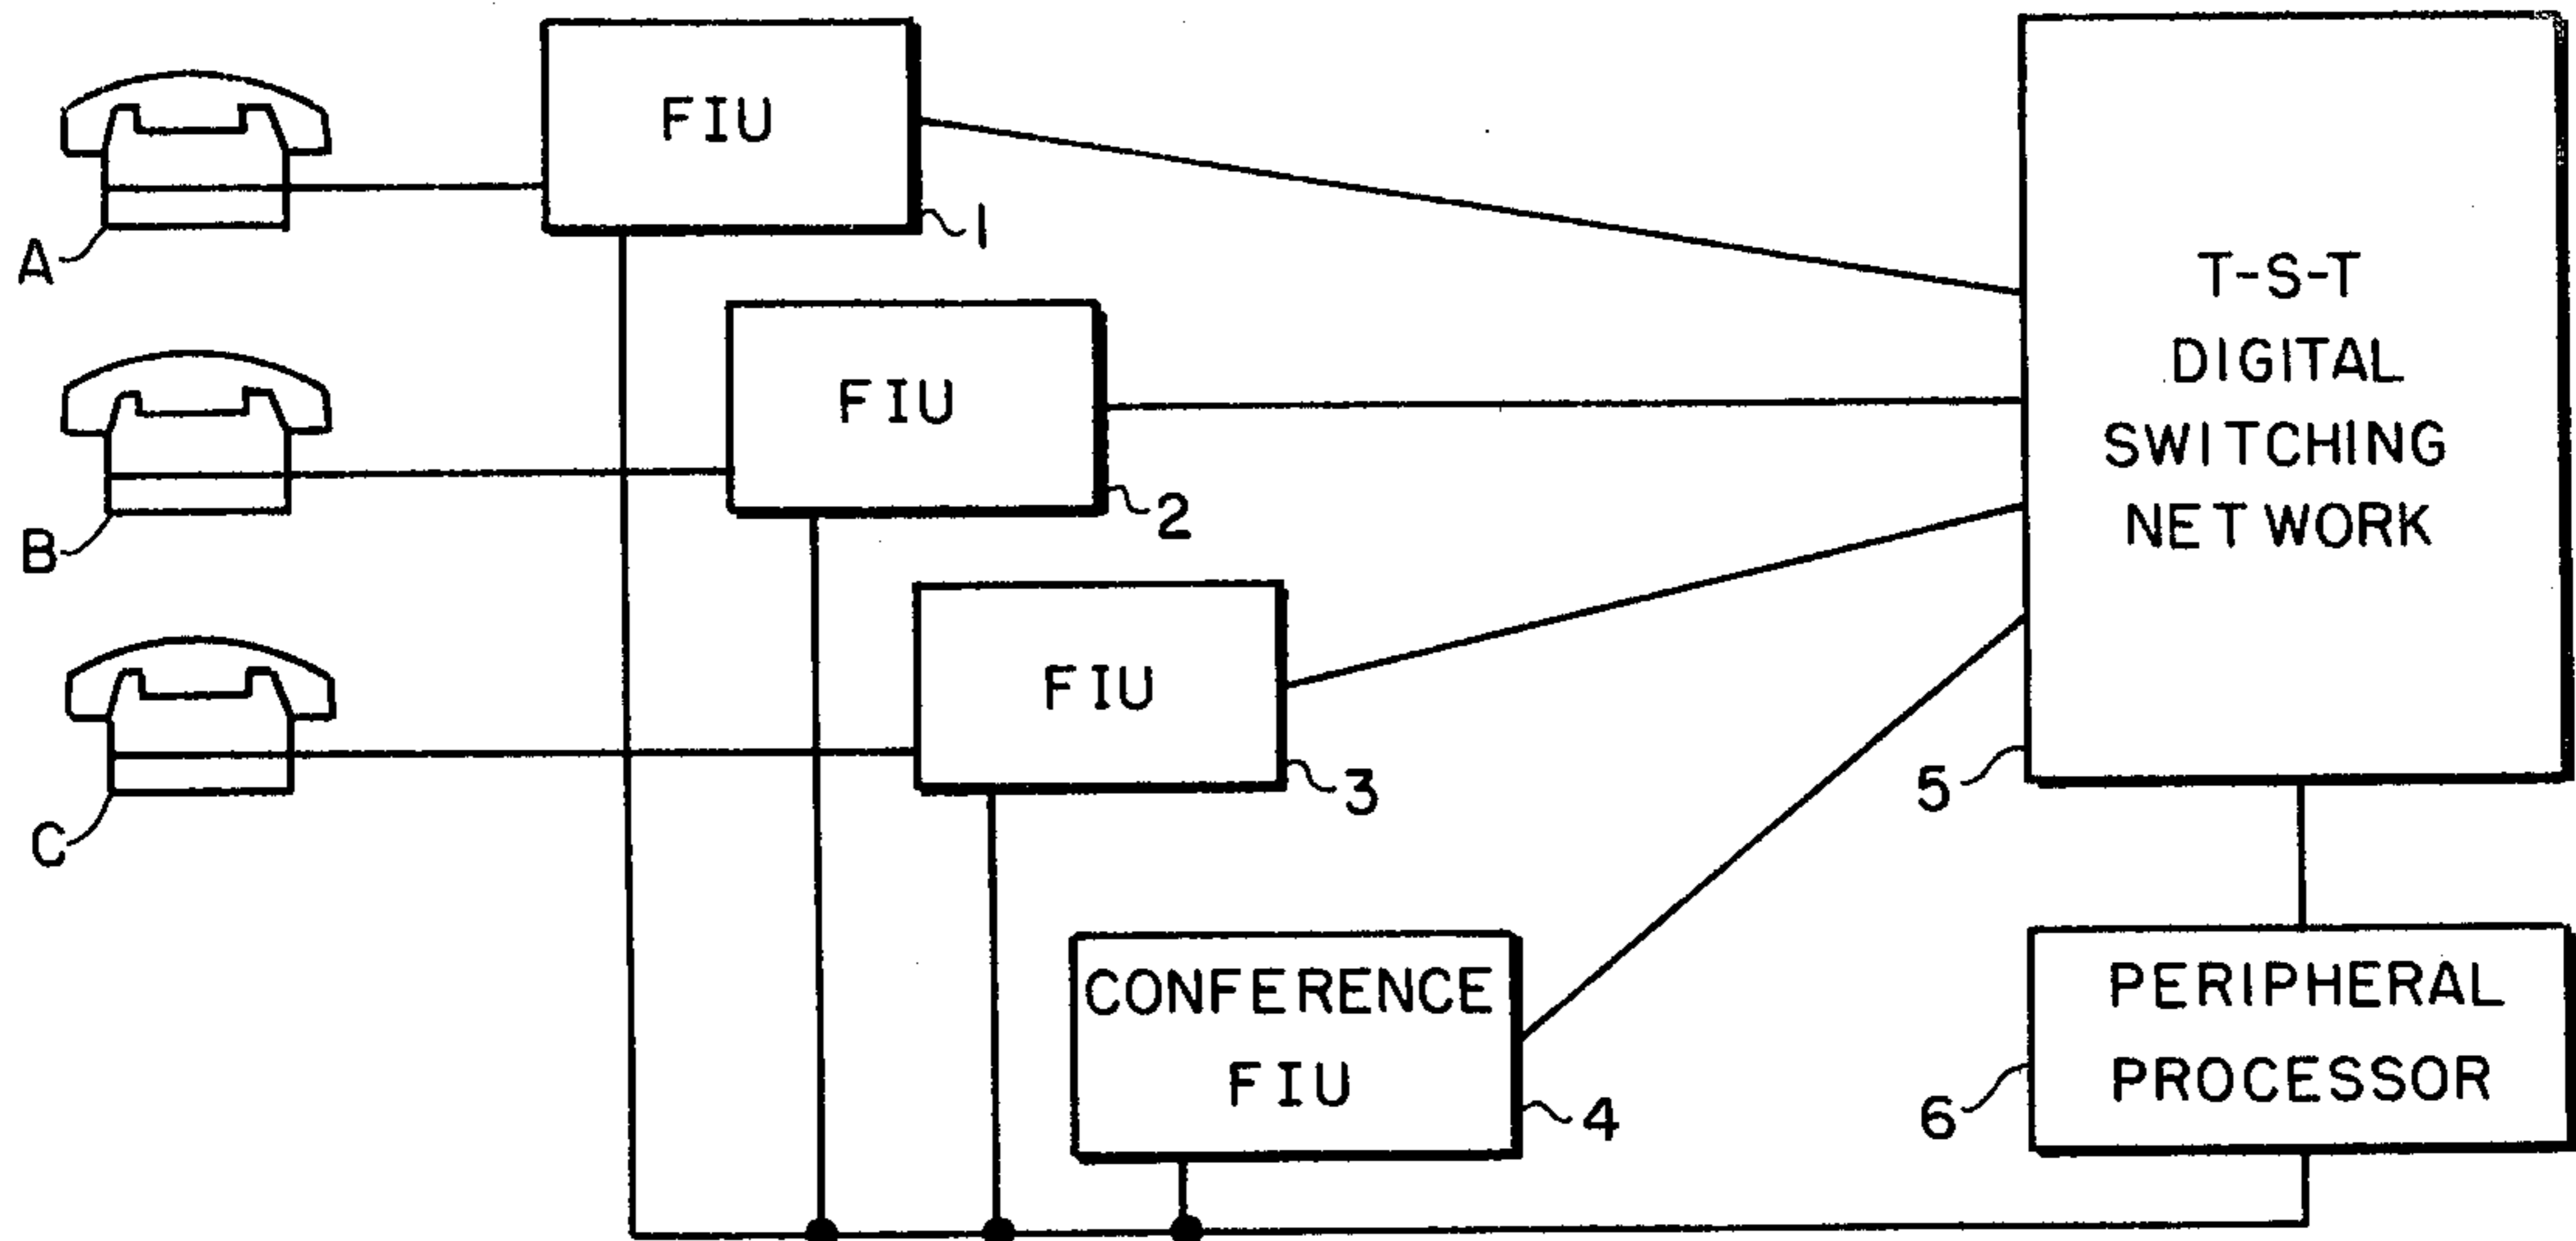 FIU
1
A
T-S-T
DIGITAL
SWITCHING
NETWORK
FIU
2
B
FIU
3
5
C
CONFERENCE
FIU
4
PERIPHERAL
PROCESSOR
6